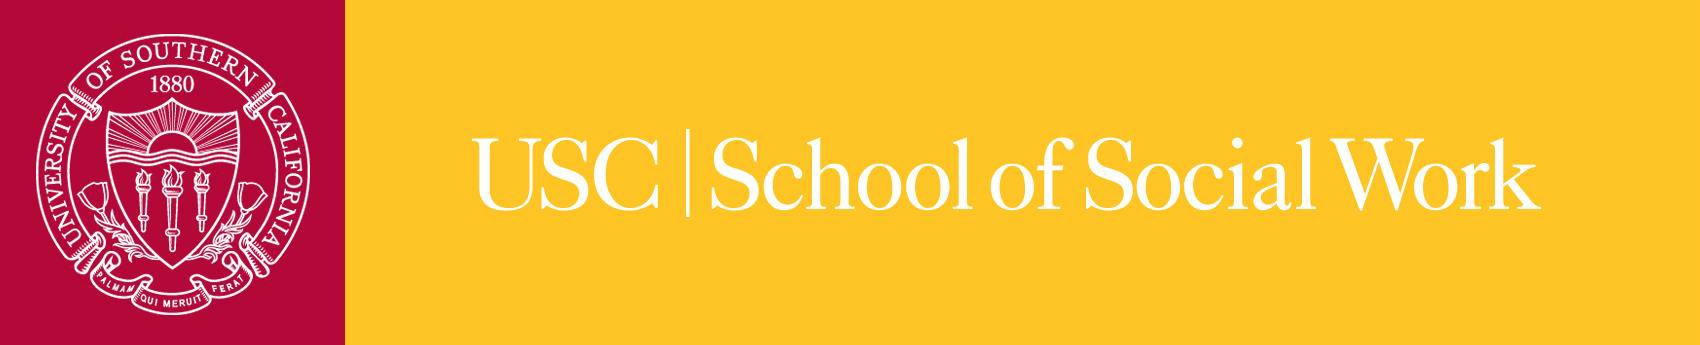 UNIVERSITY OF SOUTHERN CALIFORNIA
1880
PALMAM QUI MERUIT FERAT
USC | School of Social Work